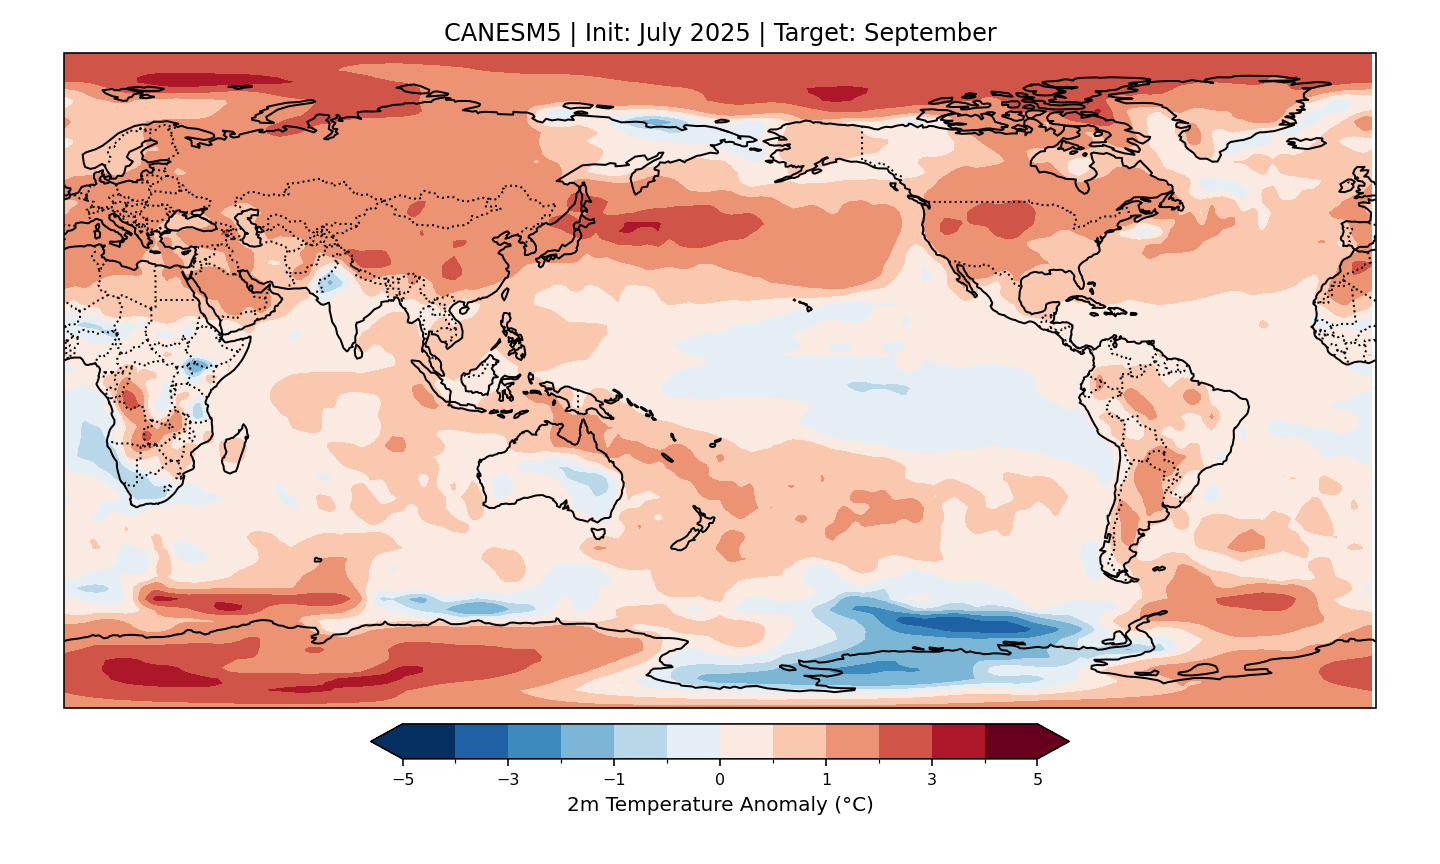 CANESM5 | Init: July 2025 | Target: September
−5 −3 −1 0 1 3 5
2m Temperature Anomaly (°C)